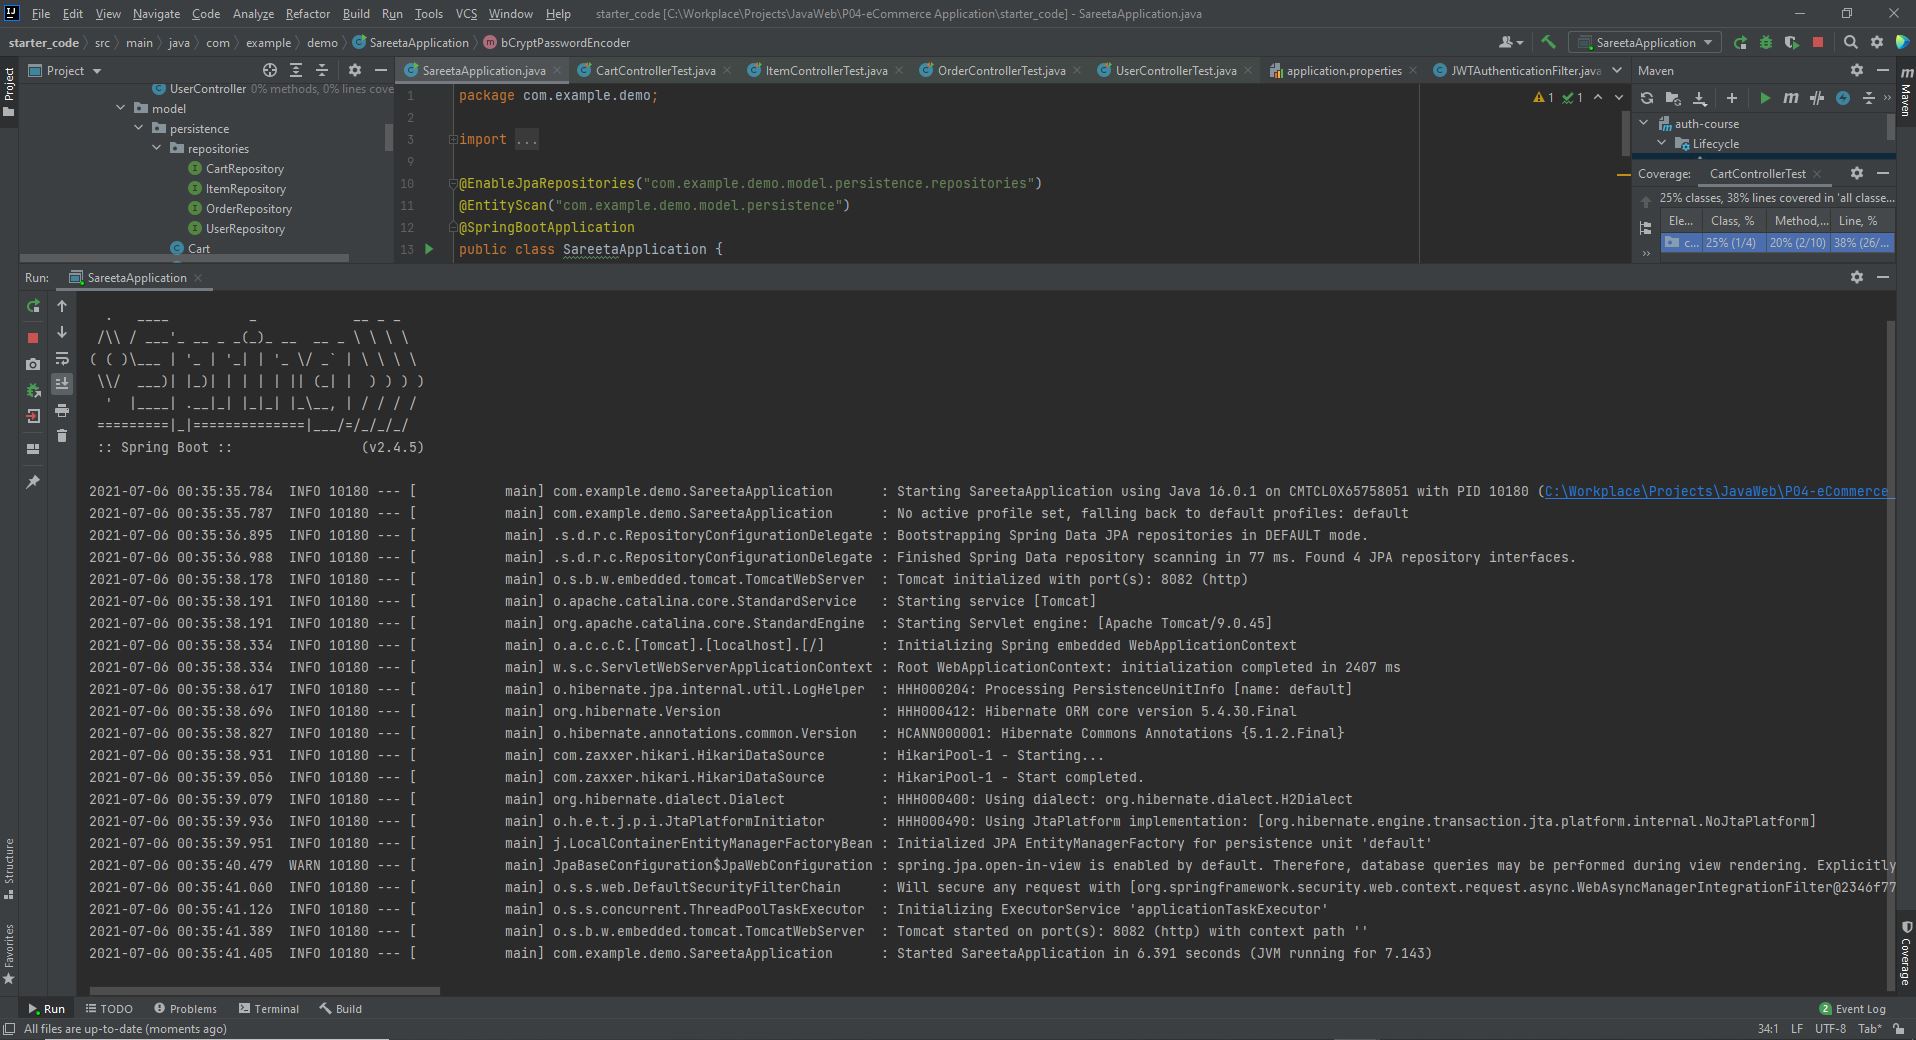 File Edit View Navigate Code Analyze Refactor Build Run Tools VCS Window Help starter_code [C:\Workplace\Projects\JavaWeb\P04-eCommerce Application\starter_code] - SareetaApplication.java
starter_code src main java com example demo SareetaApplication bCryptPasswordEncoder SareetaApplication
Project
SareetaApplication.java CartControllerTest.java ItemControllerTest.java OrderControllerTest.java UserControllerTest.java application.properties JWTAuthenticationFilter.java
Maven
UserController 0% methods, 0% lines cove
model
persistence
repositories
CartRepository
ItemRepository
OrderRepository
UserRepository
Cart
1 package com.example.demo;
2
3 import ...
9
10 @EnableJpaRepositories("com.example.demo.model.persistence.repositories")
11 @EntityScan("com.example.demo.model.persistence")
12 @SpringBootApplication
13 public class SareetaApplication {
1 1
auth-course
Lifecycle
Coverage: CartControllerTest
25% classes, 38% lines covered in 'all classe...
Ele... Class, % Method,... Line, %
c... 25% (1/4) 20% (2/10) 38% (26/...
Project
Maven
Run: SareetaApplication
:: Spring Boot :: (v2.4.5)
2021-07-06 00:35:35.784 INFO 10180 --- [ main] com.example.demo.SareetaApplication : Starting SareetaApplication using Java 16.0.1 on CMTCL0X65758051 with PID 10180 (C:\Workplace\Projects\JavaWeb\P04-eCommerce
2021-07-06 00:35:35.787 INFO 10180 --- [ main] com.example.demo.SareetaApplication : No active profile set, falling back to default profiles: default
2021-07-06 00:35:36.895 INFO 10180 --- [ main] .s.d.r.c.RepositoryConfigurationDelegate : Bootstrapping Spring Data JPA repositories in DEFAULT mode.
2021-07-06 00:35:36.988 INFO 10180 --- [ main] .s.d.r.c.RepositoryConfigurationDelegate : Finished Spring Data repository scanning in 77 ms. Found 4 JPA repository interfaces.
2021-07-06 00:35:38.178 INFO 10180 --- [ main] o.s.b.w.embedded.tomcat.TomcatWebServer : Tomcat initialized with port(s): 8082 (http)
2021-07-06 00:35:38.191 INFO 10180 --- [ main] o.apache.catalina.core.StandardService : Starting service [Tomcat]
2021-07-06 00:35:38.191 INFO 10180 --- [ main] org.apache.catalina.core.StandardEngine : Starting Servlet engine: [Apache Tomcat/9.0.45]
2021-07-06 00:35:38.334 INFO 10180 --- [ main] o.a.c.c.C.[Tomcat].[localhost].[/] : Initializing Spring embedded WebApplicationContext
2021-07-06 00:35:38.334 INFO 10180 --- [ main] w.s.c.ServletWebServerApplicationContext : Root WebApplicationContext: initialization completed in 2407 ms
2021-07-06 00:35:38.617 INFO 10180 --- [ main] o.hibernate.jpa.internal.util.LogHelper : HHH000204: Processing PersistenceUnitInfo [name: default]
2021-07-06 00:35:38.696 INFO 10180 --- [ main] org.hibernate.Version : HHH000412: Hibernate ORM core version 5.4.30.Final
2021-07-06 00:35:38.827 INFO 10180 --- [ main] o.hibernate.annotations.common.Version : HCANN000001: Hibernate Commons Annotations {5.1.2.Final}
2021-07-06 00:35:38.931 INFO 10180 --- [ main] com.zaxxer.hikari.HikariDataSource : HikariPool-1 - Starting...
2021-07-06 00:35:39.056 INFO 10180 --- [ main] com.zaxxer.hikari.HikariDataSource : HikariPool-1 - Start completed.
2021-07-06 00:35:39.079 INFO 10180 --- [ main] org.hibernate.dialect.Dialect : HHH000400: Using dialect: org.hibernate.dialect.H2Dialect
2021-07-06 00:35:39.936 INFO 10180 --- [ main] o.h.e.t.j.p.i.JtaPlatformInitiator : HHH000490: Using JtaPlatform implementation: [org.hibernate.engine.transaction.jta.platform.internal.NoJtaPlatform]
2021-07-06 00:35:39.951 INFO 10180 --- [ main] j.LocalContainerEntityManagerFactoryBean : Initialized JPA EntityManagerFactory for persistence unit 'default'
2021-07-06 00:35:40.479 WARN 10180 --- [ main] JpaBaseConfiguration$JpaWebConfiguration : spring.jpa.open-in-view is enabled by default. Therefore, database queries may be performed during view rendering. Explicitly
2021-07-06 00:35:41.060 INFO 10180 --- [ main] o.s.s.web.DefaultSecurityFilterChain : Will secure any request with [org.springframework.security.web.context.request.async.WebAsyncManagerIntegrationFilter@2346f77
2021-07-06 00:35:41.126 INFO 10180 --- [ main] o.s.s.concurrent.ThreadPoolTaskExecutor : Initializing ExecutorService 'applicationTaskExecutor'
2021-07-06 00:35:41.389 INFO 10180 --- [ main] o.s.b.w.embedded.tomcat.TomcatWebServer : Tomcat started on port(s): 8082 (http) with context path ''
2021-07-06 00:35:41.405 INFO 10180 --- [ main] com.example.demo.SareetaApplication : Started SareetaApplication in 6.391 seconds (JVM running for 7.143)
Structure
Favorites
Coverage
Run TODO Problems Terminal Build 2 Event Log
All files are up-to-date (moments ago) 34:1 LF UTF-8 Tab*